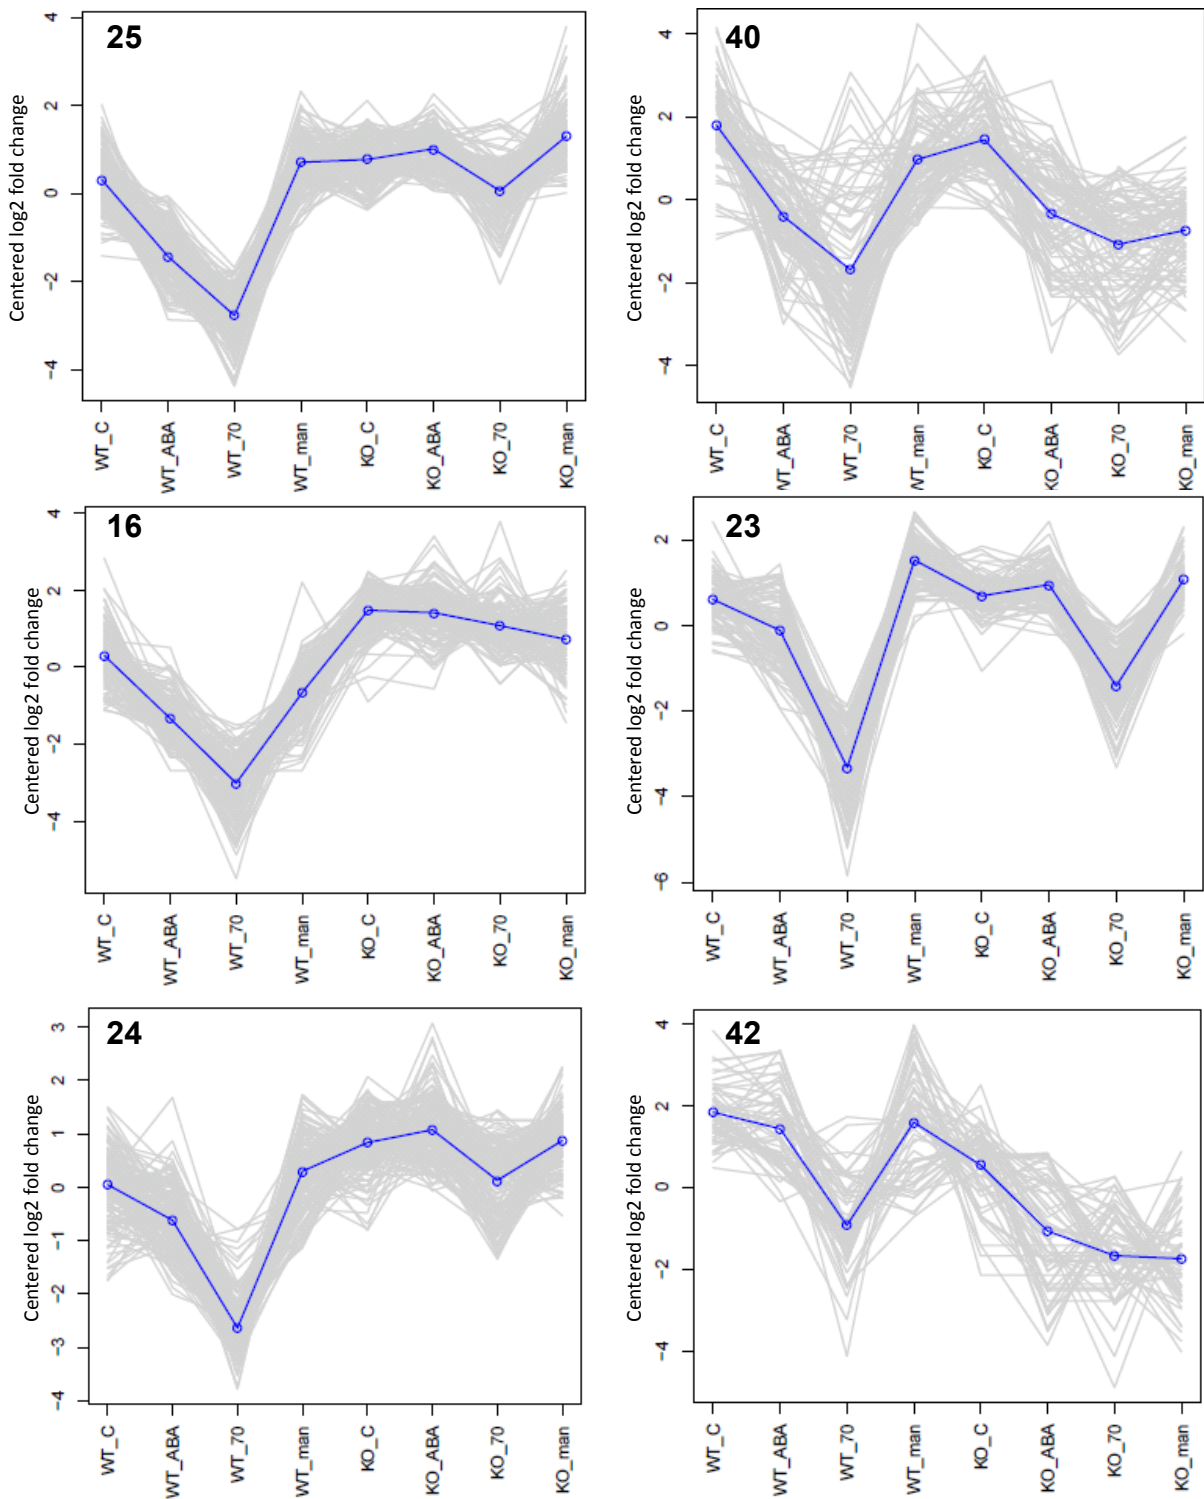 25
Centered log2 fold change
4
2
0
−2
−4
WT_C
WT_ABA
WT_70
WT_man
KO_C
KO_ABA
KO_70
KO_man
40
Centered log2 fold change
4
2
0
−2
−4
WT_C
WT_ABA
WT_70
WT_man
KO_C
KO_ABA
KO_70
KO_man
16
Centered log2 fold change
4
2
0
−2
−4
WT_C
WT_ABA
WT_70
WT_man
KO_C
KO_ABA
KO_70
KO_man
23
Centered log2 fold change
2
0
−2
−4
−6
WT_C
WT_ABA
WT_70
WT_man
KO_C
KO_ABA
KO_70
KO_man
24
Centered log2 fold change
3
2
1
0
−1
−2
−3
−4
WT_C
WT_ABA
WT_70
WT_man
KO_C
KO_ABA
KO_70
KO_man
42
Centered log2 fold change
4
2
0
−2
−4
WT_C
WT_ABA
WT_70
WT_man
KO_C
KO_ABA
KO_70
KO_man